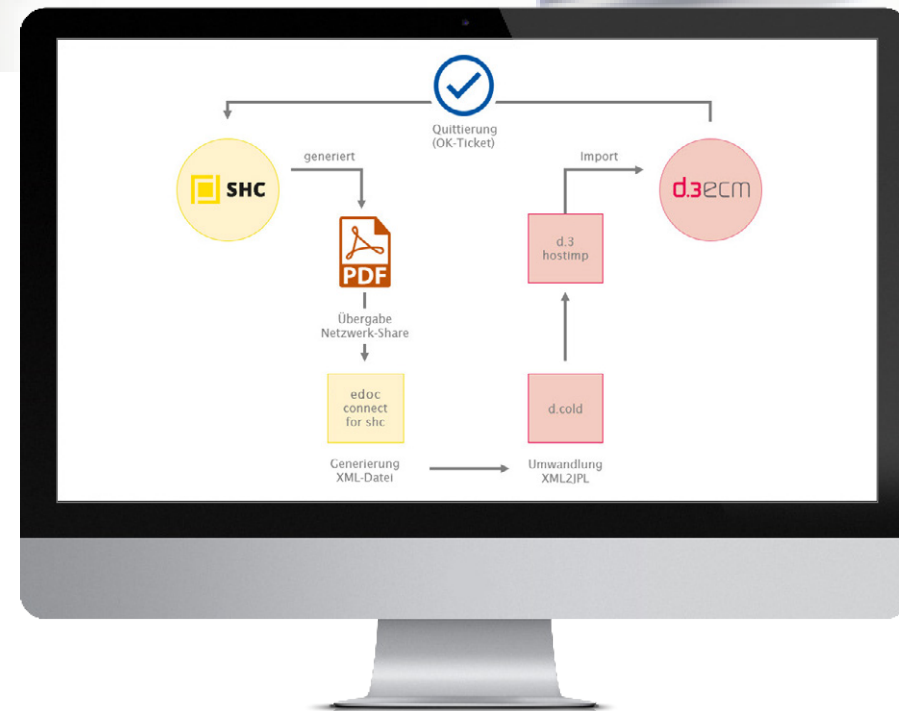 Quittierung
(OK-Ticket)
generiert
Import
SHC
d.3ecm
PDF
d.3
hostimp
Übergabe
Netzwerk-Share
edoc
connect
for shc
d.cold
Generierung
XML-Datei
Umwandlung
XML2JPL